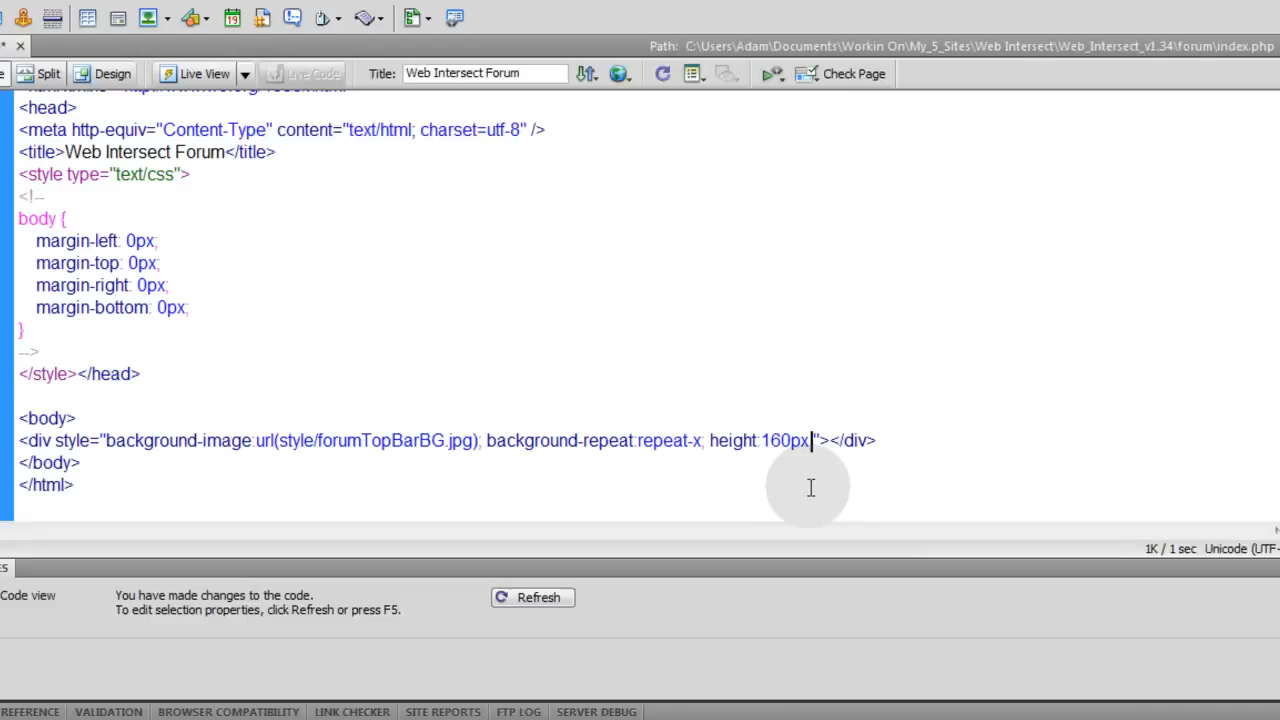 19
* × Path: C:\Users\Adam\Documents\Workin On\My_5_Sites\Web Intersect\Web_Intersect_v1.34\forum\index.php
e Split Design Live View Live Code Title: Web Intersect Forum Check Page
<head>
<meta http-equiv="Content-Type" content="text/html; charset=utf-8" />
<title>Web Intersect Forum</title>
<style type="text/css">
<!--
body {
margin-left: 0px;
margin-top: 0px;
margin-right: 0px;
margin-bottom: 0px;
}
-->
</style></head>
<body>
<div style="background-image:url(style/forumTopBarBG.jpg); background-repeat:repeat-x; height:160px;"></div>
</body>
</html>
1K / 1 sec Unicode (UTF-
ES
Code view You have made changes to the code. Refresh
To edit selection properties, click Refresh or press F5.
REFERENCE VALIDATION BROWSER COMPATIBILITY LINK CHECKER SITE REPORTS FTP LOG SERVER DEBUG